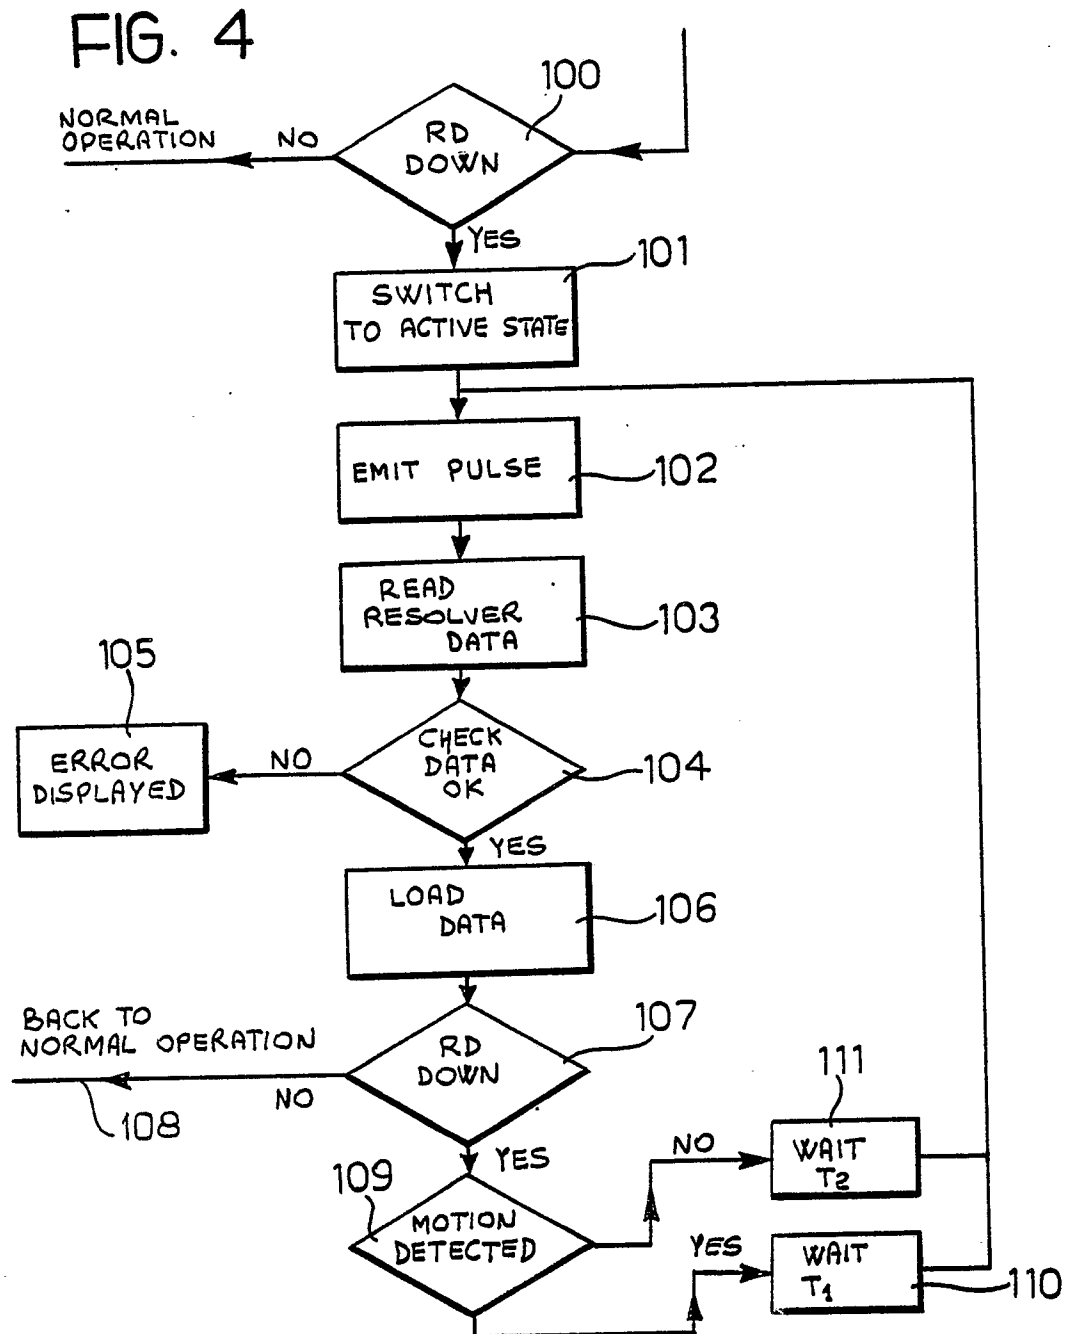 FIG. 4
100
NORMAL
OPERATION
NO
RD
DOWN
YES
101
SWITCH
TO ACTIVE STATE
EMIT PULSE
102
READ
RESOLVER
DATA
103
105
ERROR
DISPLAYED
NO
CHECK
DATA
OK
104
YES
LOAD
DATA
106
BACK TO
NORMAL OPERATION
NO
108
RD
DOWN
107
YES
109
MOTION
DETECTED
NO
111
WAIT
T2
YES
WAIT
T1
110